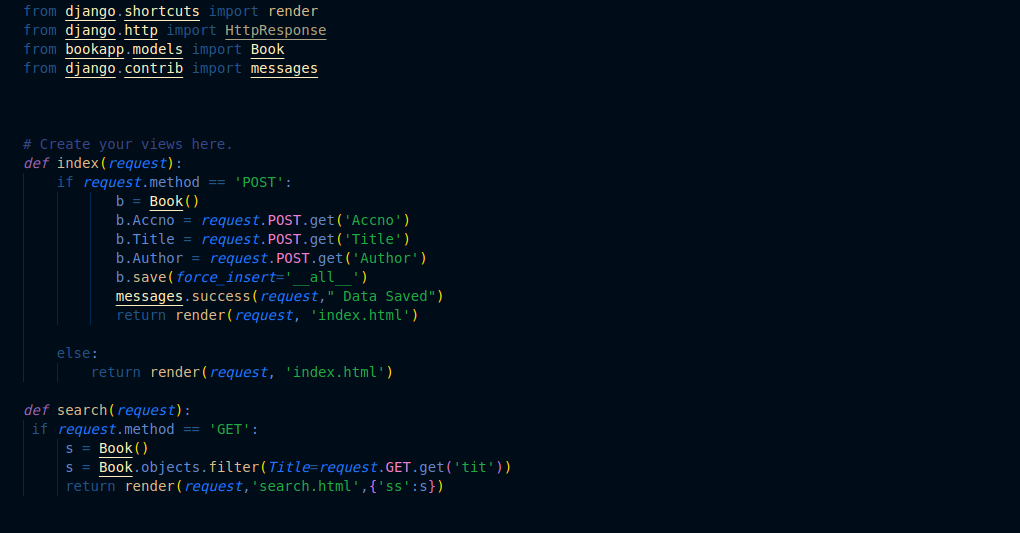 from django.shortcuts import render
from django.http import HttpResponse
from bookapp.models import Book
from django.contrib import messages
# Create your views here.
def index(request):
    if request.method == 'POST':
           b = Book()
           b.Accno = request.POST.get('Accno')
           b.Title = request.POST.get('Title')
           b.Author = request.POST.get('Author')
           b.save(force_insert='__all__')
           messages.success(request," Data Saved")
           return render(request, 'index.html')
    else:
        return render(request, 'index.html')
def search(request):
 if request.method == 'GET':
     s = Book()
     s = Book.objects.filter(Title=request.GET.get('tit'))
     return render(request,'search.html',{'ss':s})